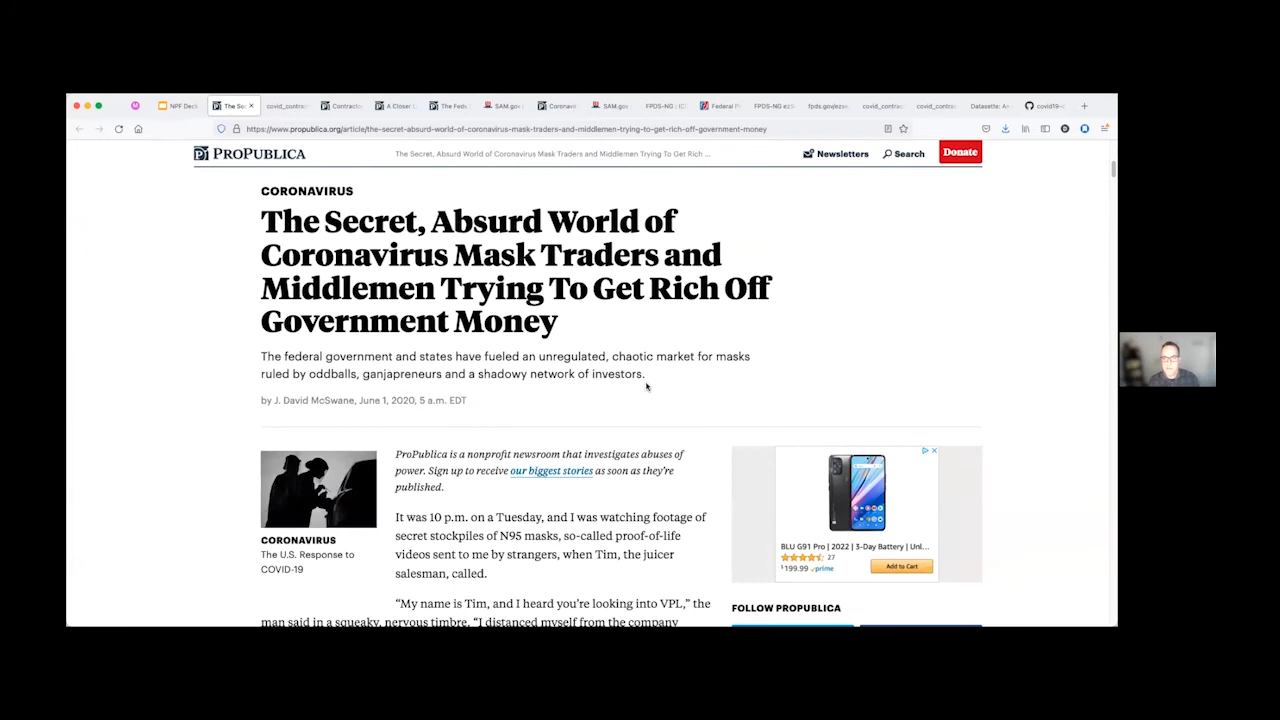 M
NPF Deck
The Sec
covid_contrac
Contractor
A Closer L
The Fede
SAM.gov
Coronavi
SAM.gov
FPDS-NG : IC
Federal P
FPDS-NG ezS
fpds.gov/ezse
covid_contrac
covid_contrac
Datasette: A
covid19-c
https://www.propublica.org/article/the-secret-absurd-world-of-coronavirus-mask-traders-and-middlemen-trying-to-get-rich-off-government-money
PROPUBLICA
The Secret, Absurd World of Coronavirus Mask Traders and Middlemen Trying To Get Rich ...
Newsletters
Search
Donate
CORONAVIRUS
The Secret, Absurd World of
Coronavirus Mask Traders and
Middlemen Trying To Get Rich Off
Government Money
The federal government and states have fueled an unregulated, chaotic market for masks
ruled by oddballs, ganjapreneurs and a shadowy network of investors.
by J. David McSwane, June 1, 2020, 5 a.m. EDT
CORONAVIRUS
The U.S. Response to
COVID-19
ProPublica is a nonprofit newsroom that investigates abuses of
power. Sign up to receive our biggest stories as soon as they're
published.
It was 10 p.m. on a Tuesday, and I was watching footage of
secret stockpiles of N95 masks, so-called proof-of-life
videos sent to me by strangers, when Tim, the juicer
salesman, called.
“My name is Tim, and I heard you're looking into VPL,” the
man said in a squeaky, nervous timbre. “I distanced myself from the company
BLU G91 Pro | 2022 | 3-Day Battery | Unl...
27
$199.99 prime
Add to Cart
FOLLOW PROPUBLICA